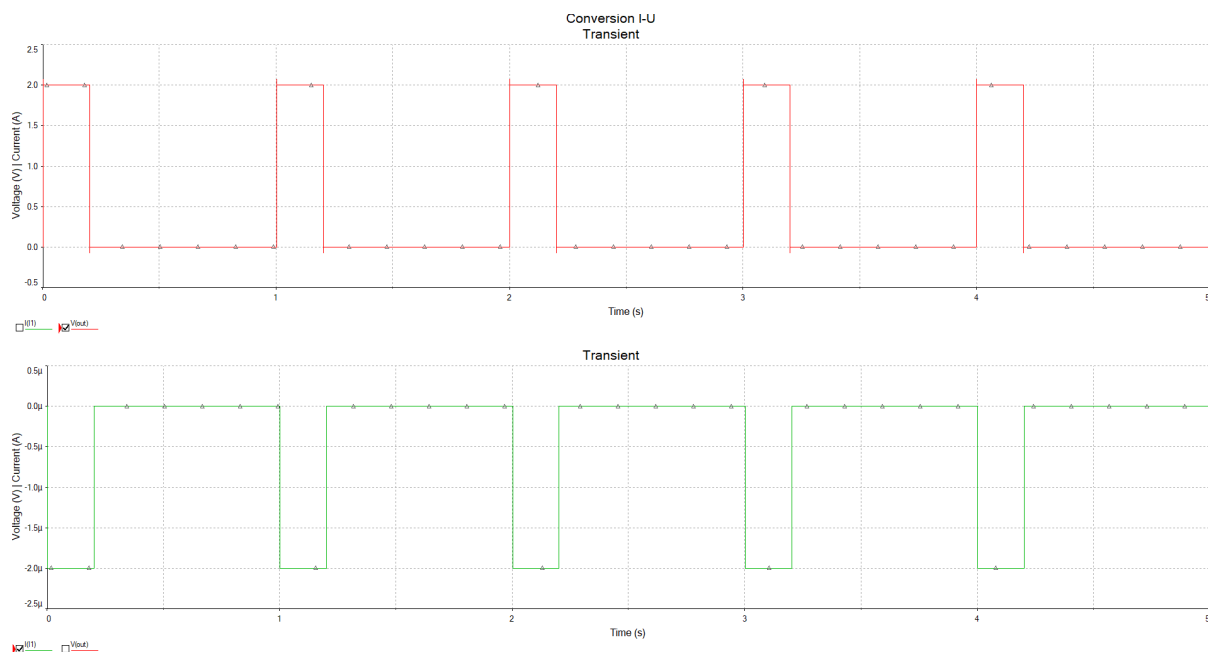 Conversion I-U
Transient
Voltage (V) | Current (A)
2.5
2.0
1.5
1.0
0.5
0.0
-0.5
0 1 2 3 4 5
Time (s)
I(I1) V(out)
Transient
Voltage (V) | Current (A)
0.5µ
0.0µ
-0.5µ
-1.0µ
-1.5µ
-2.0µ
-2.5µ
0 1 2 3 4 5
Time (s)
I(I1) V(out)